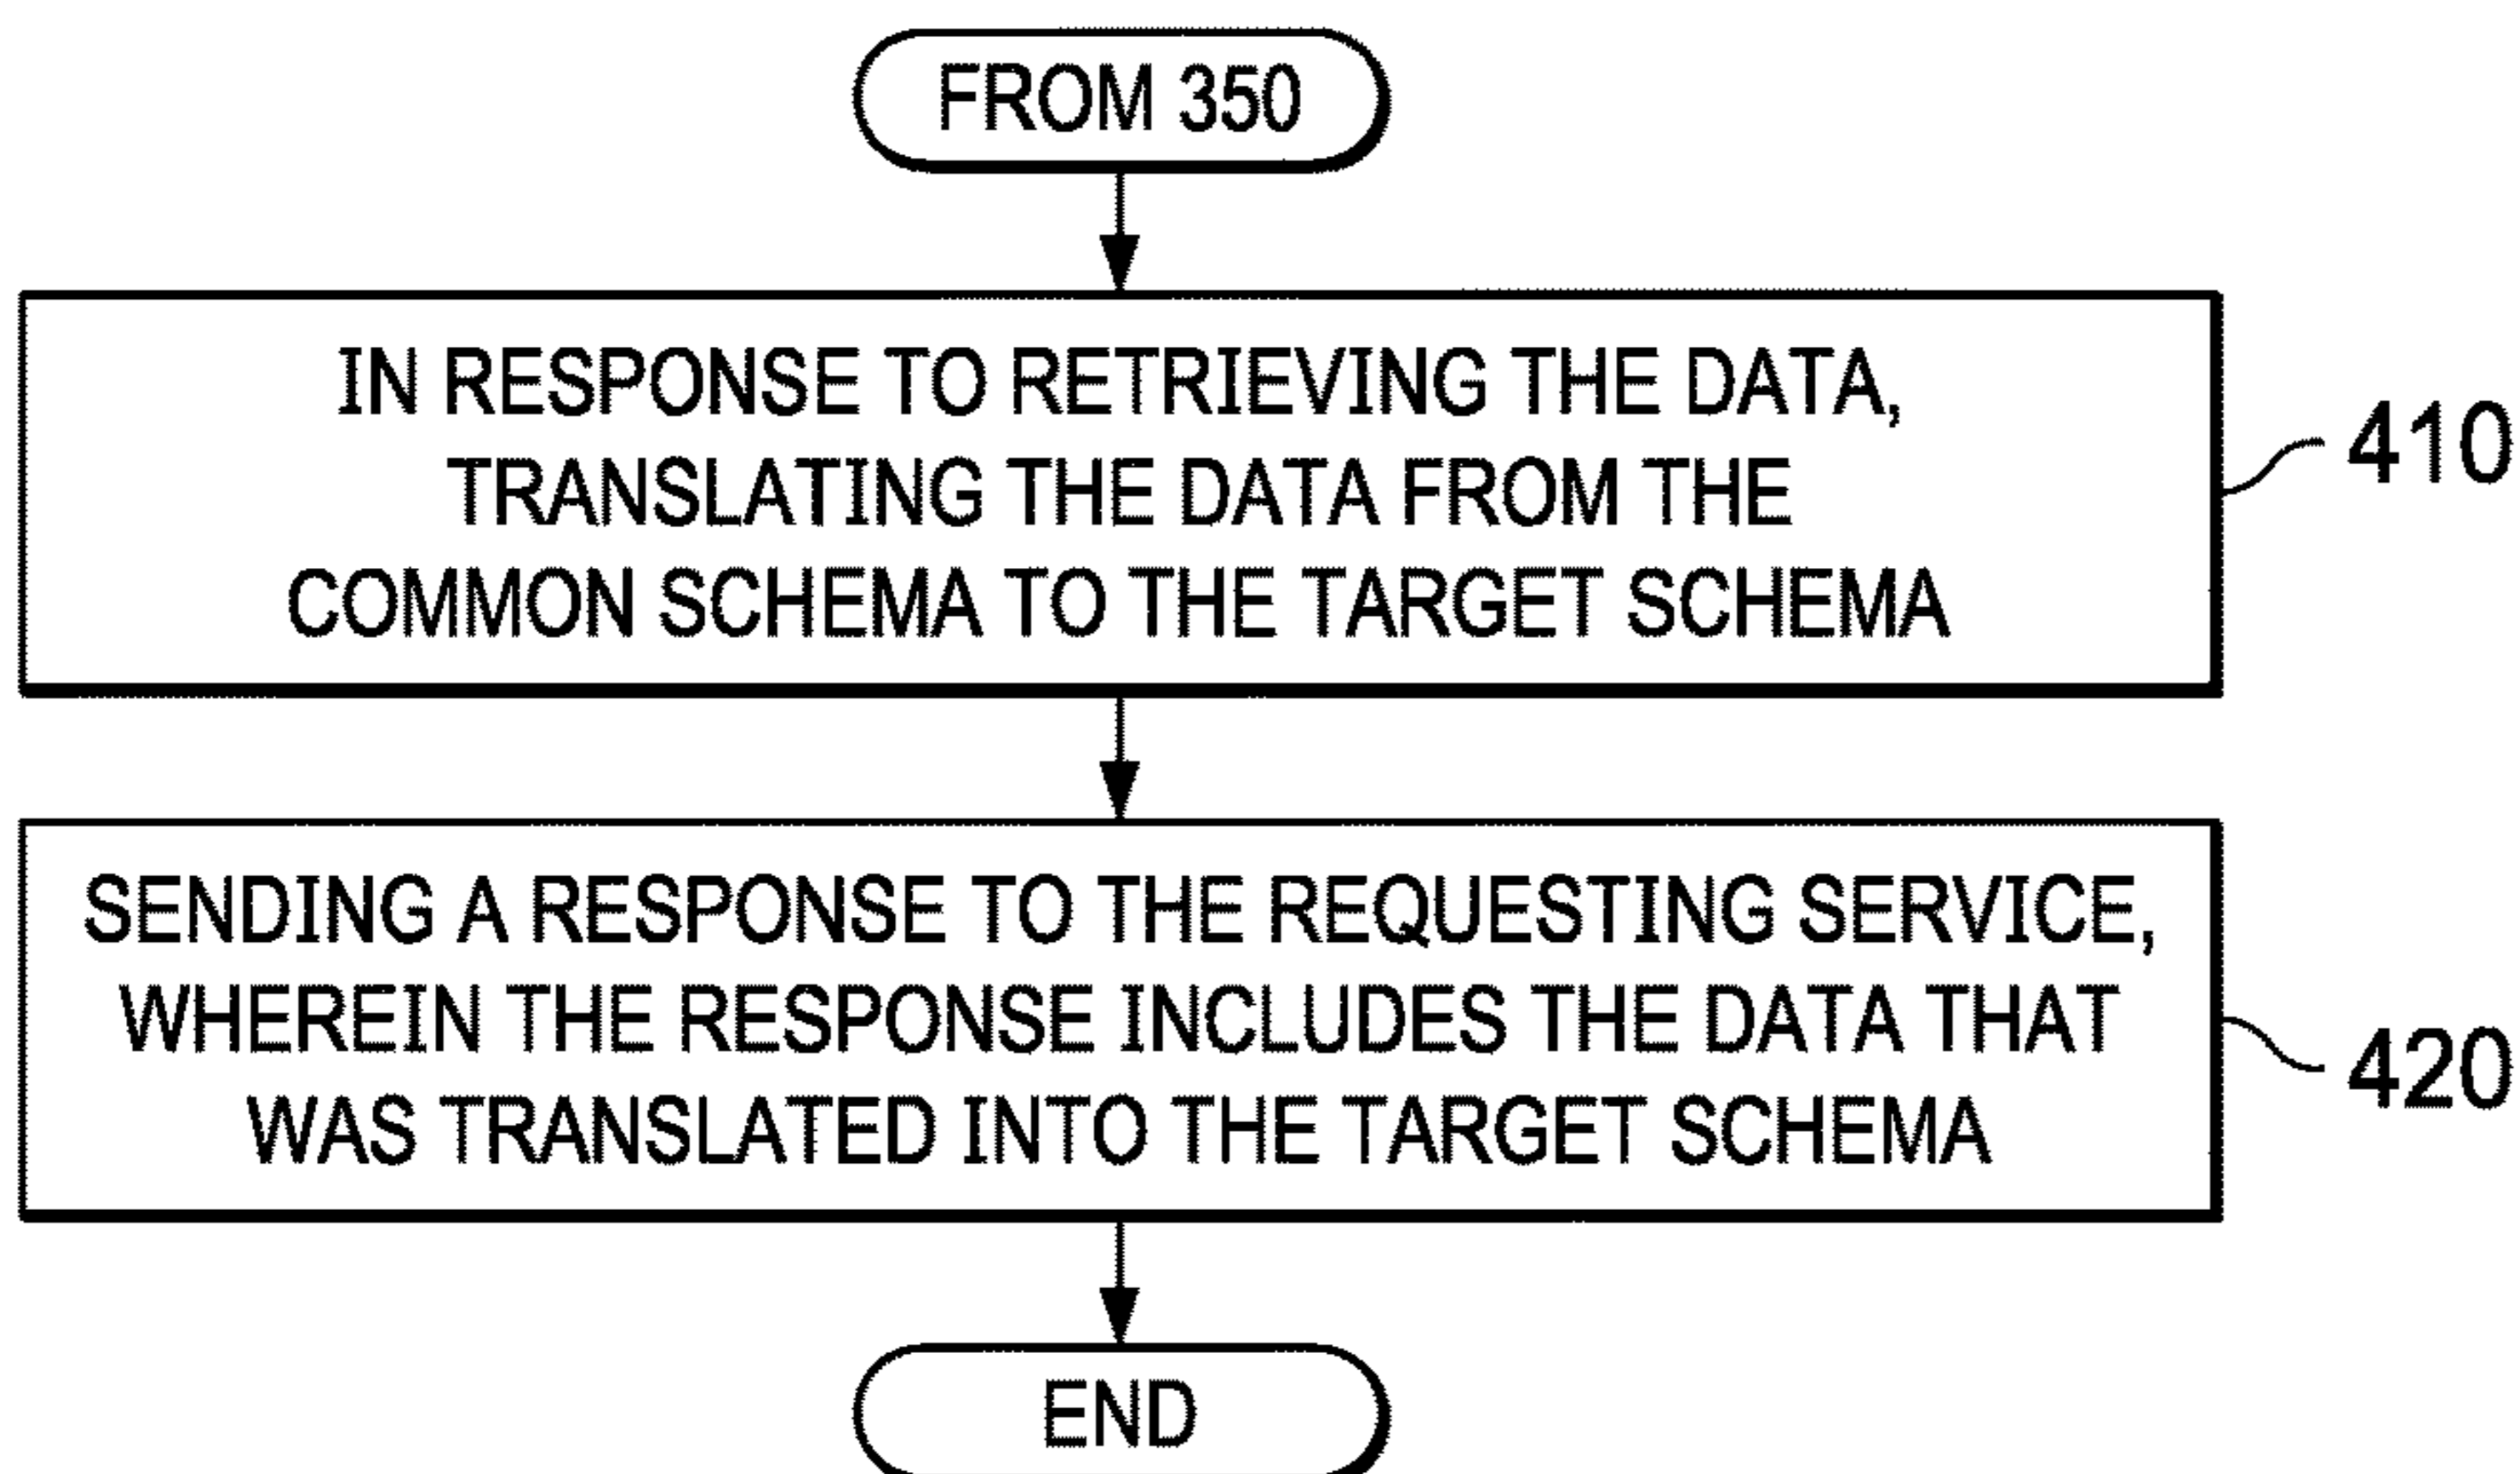 FROM 350
IN RESPONSE TO RETRIEVING THE DATA,
TRANSLATING THE DATA FROM THE
COMMON SCHEMA TO THE TARGET SCHEMA
410
SENDING A RESPONSE TO THE REQUESTING SERVICE,
WHEREIN THE RESPONSE INCLUDES THE DATA THAT
WAS TRANSLATED INTO THE TARGET SCHEMA
420
END